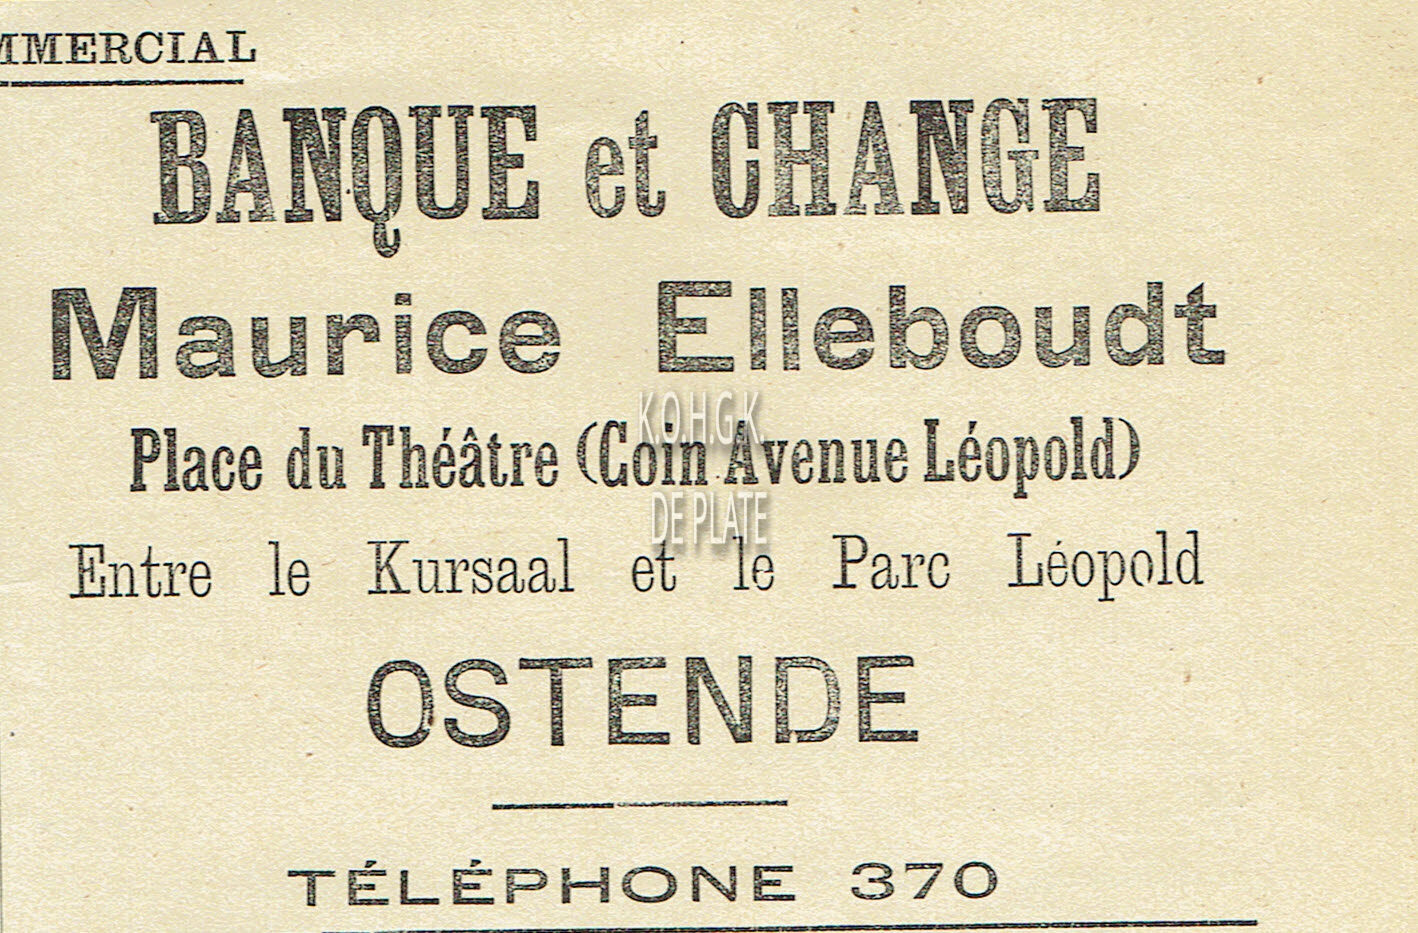 MMERCIAL
BANQUE et CHANGE
Maurice Elleboudt
K.O.H.G.K.
Place du Théâtre (Coin Avenue Léopold)
DE PLATE
Entre le Kursaal et le Parc Léopold
OSTENDE
TÉLÉPHONE 370